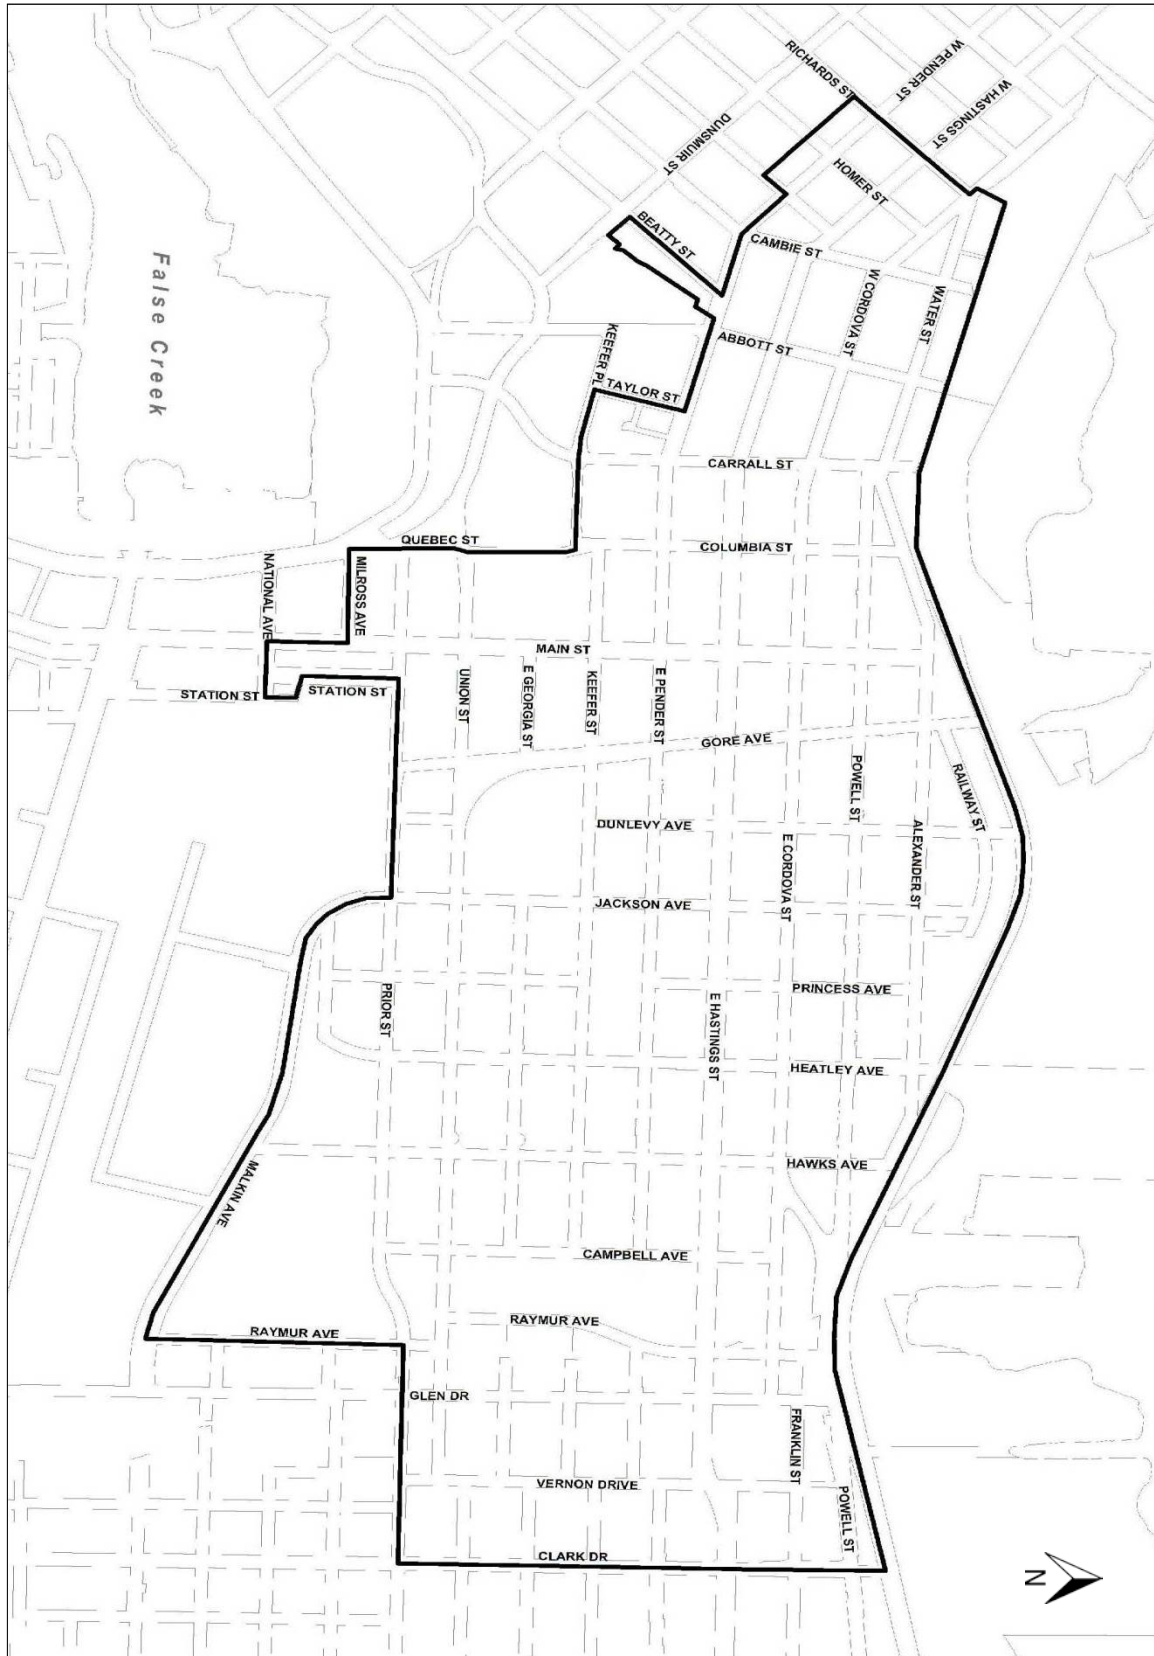 RICHARDS ST
W PENDER ST
W HASTINGS ST
DUNSMUIR ST
HOMER ST
BEATTY ST
CAMBIE ST
W CORDOVA ST
WATER ST
False Creek
KEEFER PL
ABBOTT ST
TAYLOR ST
CARRALL ST
QUEBEC ST
COLUMBIA ST
NATIONAL AVE
MILROSS AVE
MAIN ST
STATION ST
STATION ST
UNION ST
E GEORGIA ST
KEEFER ST
E PENDER ST
GORE AVE
POWELL ST
RAILWAY ST
DUNLEVY AVE
E CORDOVA ST
ALEXANDER ST
JACKSON AVE
PRIOR ST
E HASTINGS ST
PRINCESS AVE
HEATLEY AVE
MALKIN AVE
HAWKS AVE
CAMPBELL AVE
RAYMUR AVE
RAYMUR AVE
GLEN DR
FRANKLIN ST
VERNON DRIVE
POWELL ST
CLARK DR
N